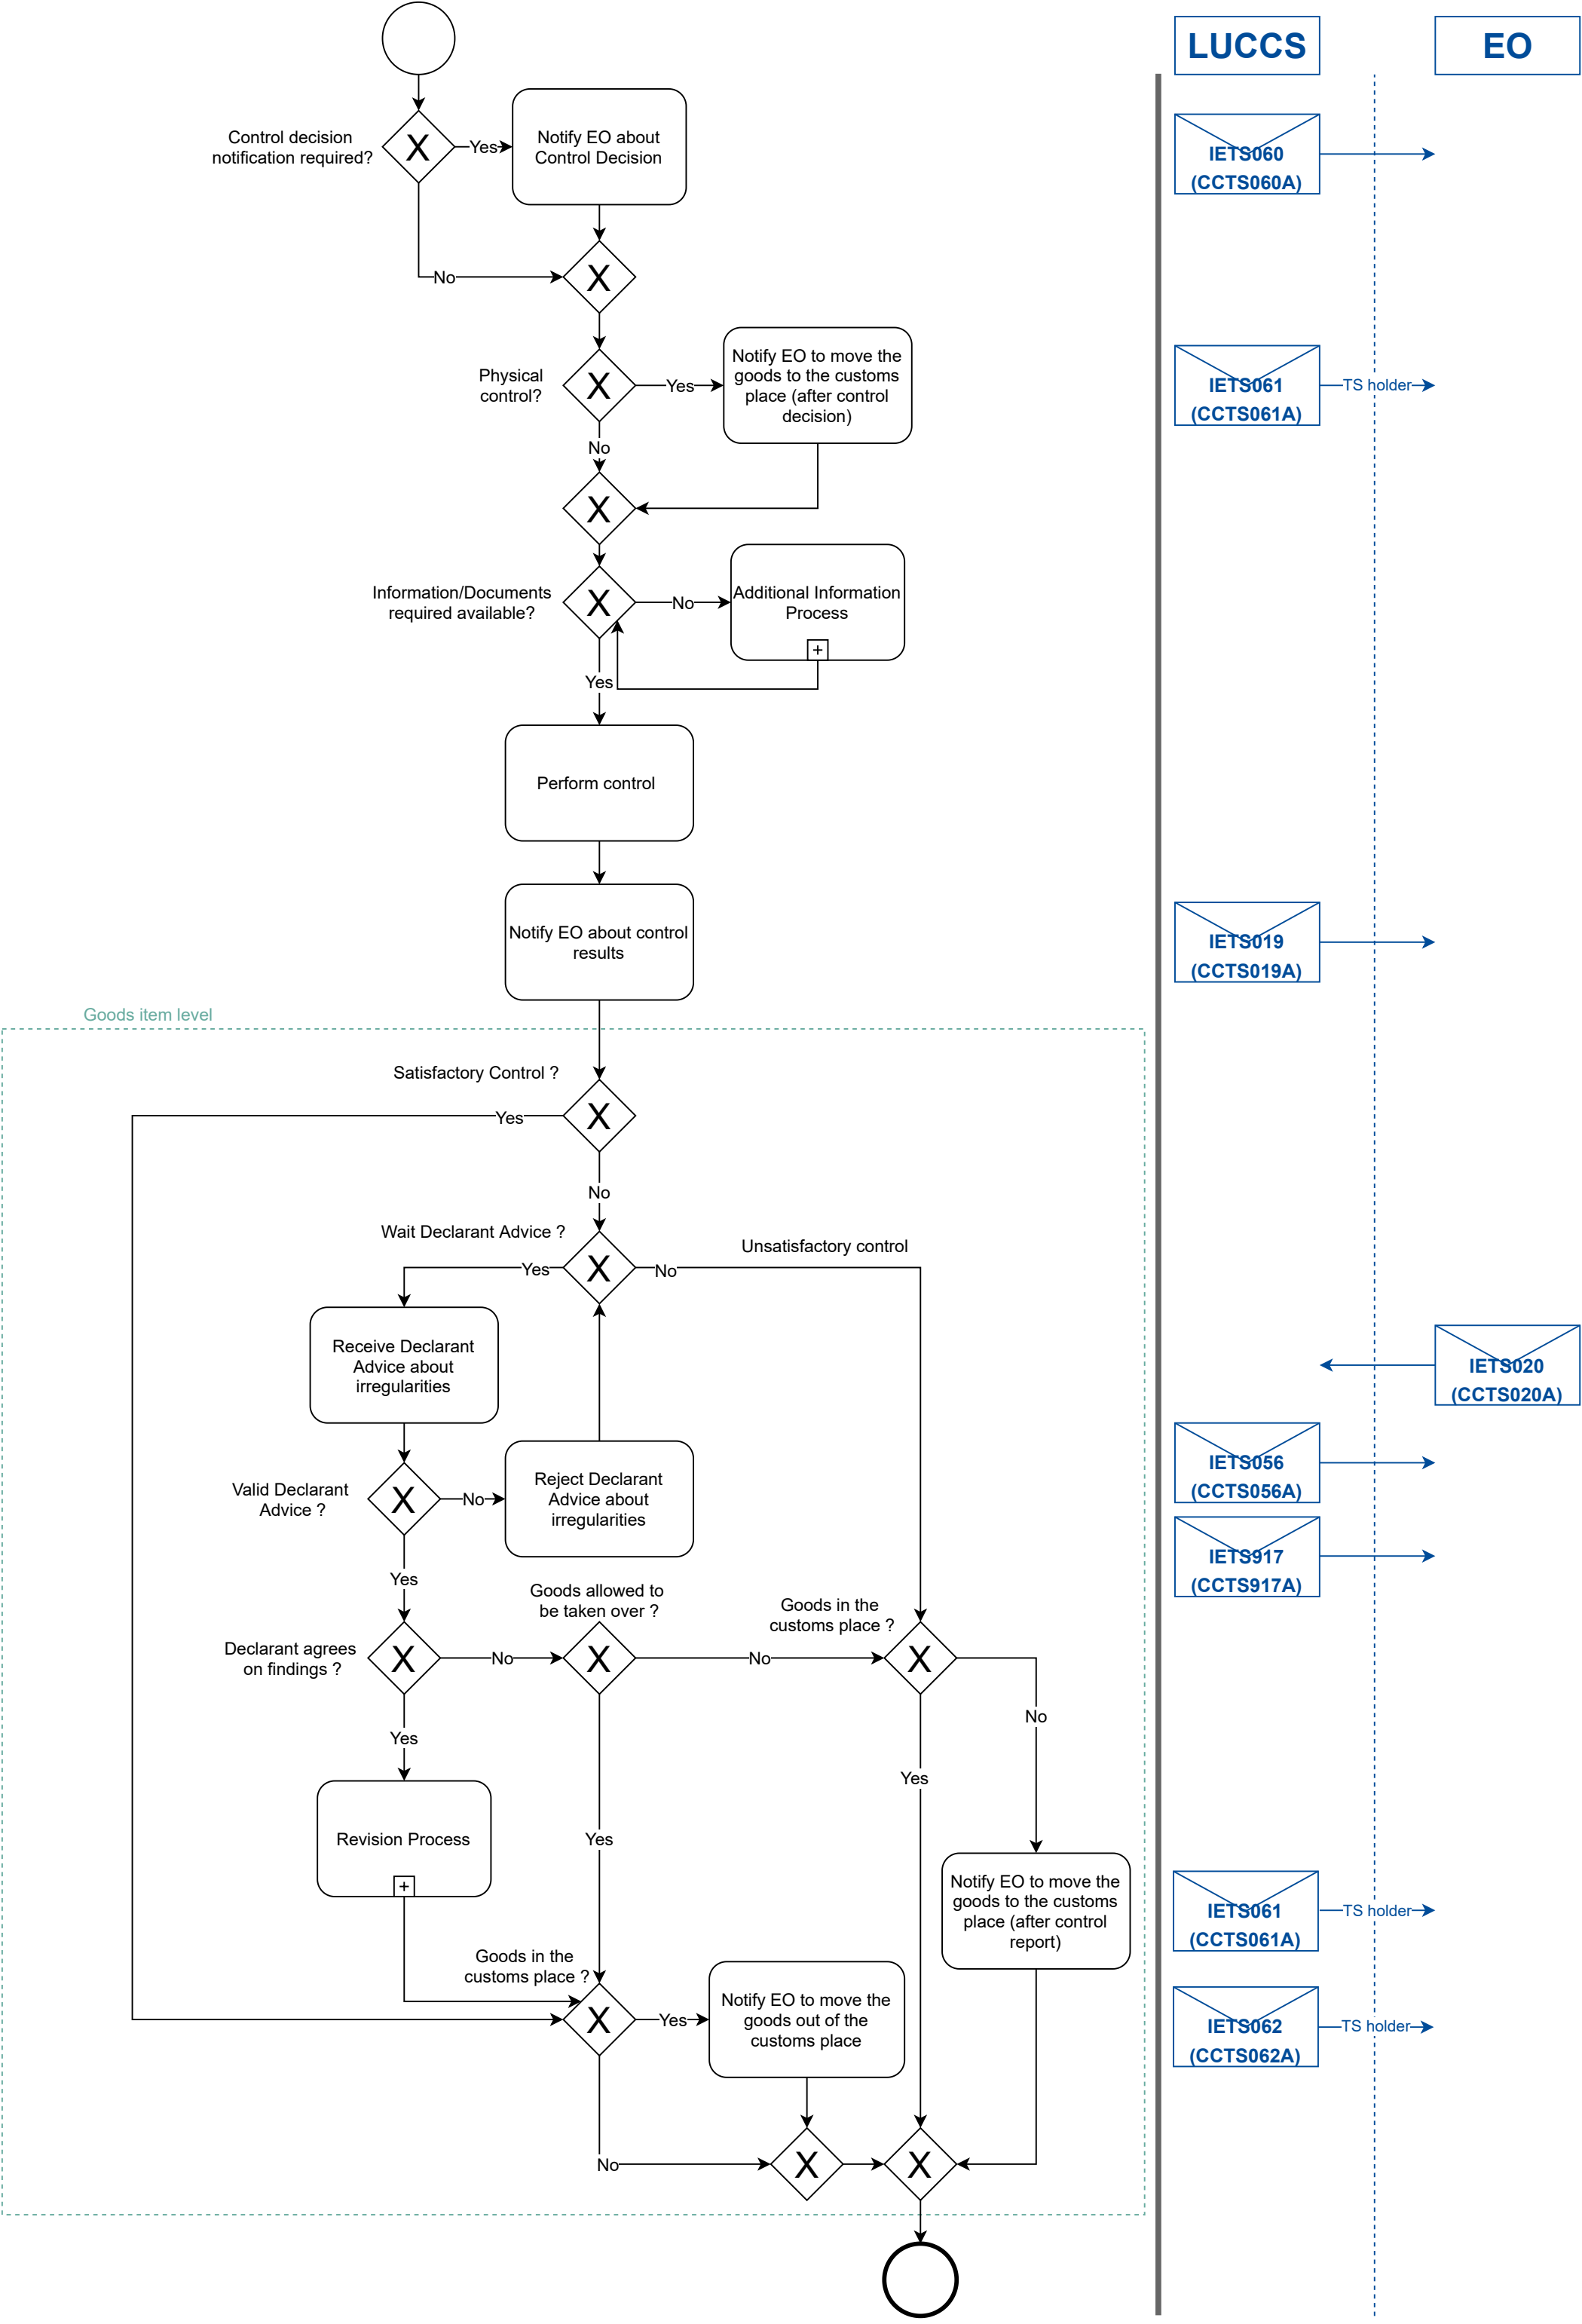 LUCCS
EO
Control decision
notification required?
X
Yes
Notify EO about
Control Decision
IETS060
(CCTS060A)
No
X
Physical
control?
X
Yes
Notify EO to move the
goods to the customs
place (after control
decision)
IETS061
(CCTS061A)
TS holder
No
X
Information/Documents
required available?
X
No
Additional Information
Process
+
Yes
Perform control
Notify EO about control
results
IETS019
(CCTS019A)
Goods item level
Satisfactory Control ?
X
Yes
No
Wait Declarant Advice ?
X
Yes
No
Unsatisfactory control
Receive Declarant
Advice about
irregularities
IETS020
(CCTS020A)
Valid Declarant
Advice ?
X
No
Reject Declarant
Advice about
irregularities
IETS056
(CCTS056A)
IETS917
(CCTS917A)
Yes
Declarant agrees
on findings ?
X
No
Goods allowed to
be taken over ?
X
No
Goods in the
customs place ?
X
No
Yes
Yes
Revision Process
+
Yes
Notify EO to move the
goods to the customs
place (after control
report)
IETS061
(CCTS061A)
TS holder
Goods in the
customs place ?
X
Yes
Notify EO to move the
goods out of the
customs place
IETS062
(CCTS062A)
TS holder
No
X
X